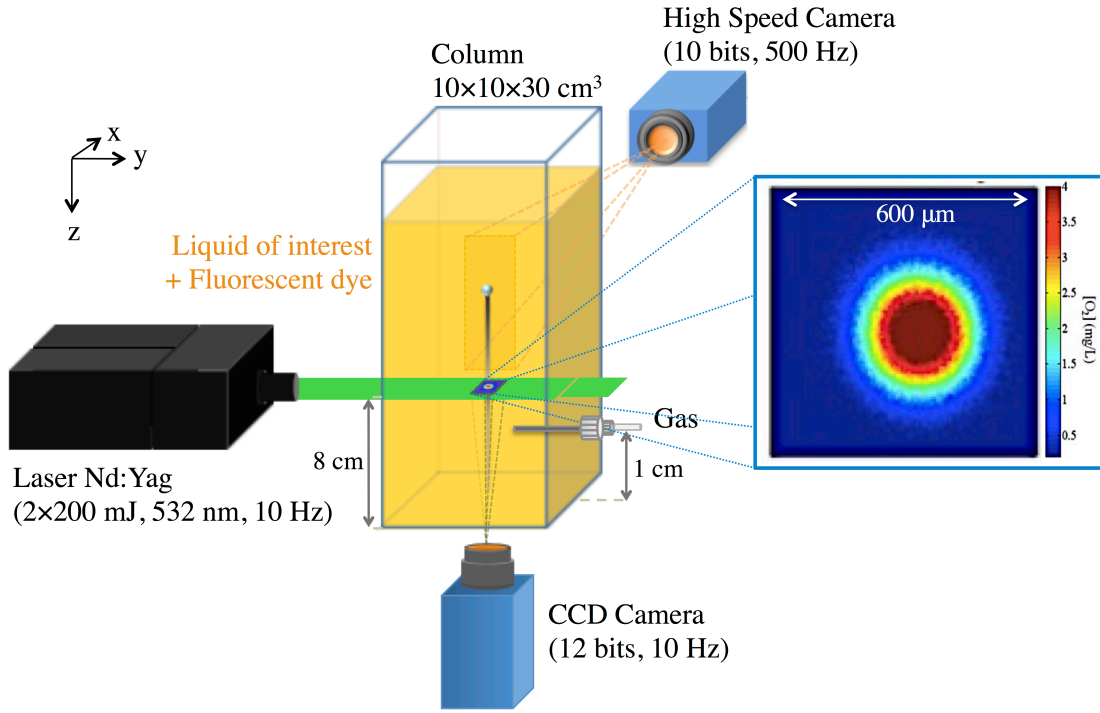 High Speed Camera
(10 bits, 500 Hz)
Column
10×10×30 cm³
x
y
z
Liquid of interest
+ Fluorescent dye
600 μm
4
3.5
3
2.5
2
1.5
1
0.5
[O₂] (mg/L)
Gas
8 cm
1 cm
Laser Nd:Yag
(2×200 mJ, 532 nm, 10 Hz)
CCD Camera
(12 bits, 10 Hz)